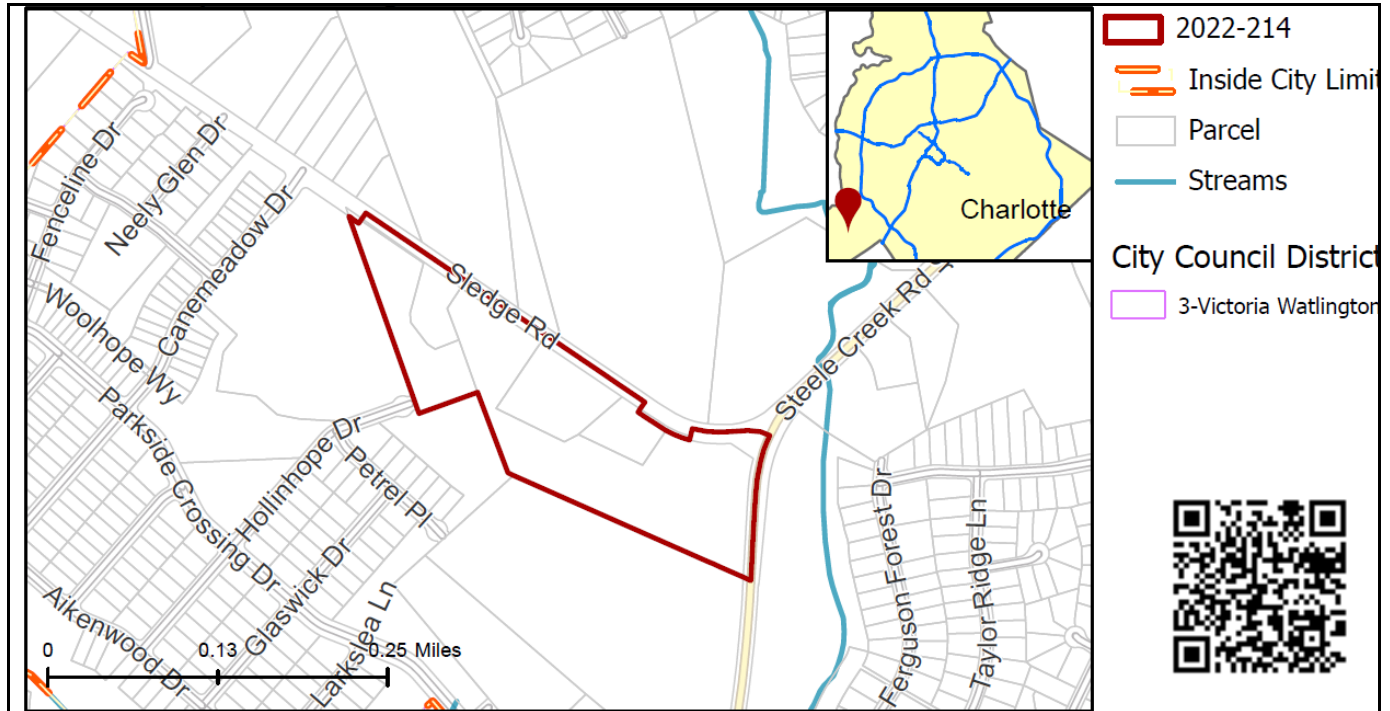 Fenceline Dr
Neely Glen Dr
Canemeadow Dr
Woolhope Wy
Parkside Crossing Dr
Sledge Rd
Steele Creek Rd
Hollinhope Dr
Petrel Pl
Glaswick Dr
Larkslea Ln
Aikenwood Dr
Ferguson Forest Dr
Taylor Ridge Ln
0 0.13 0.25 Miles
Charlotte
2022-214
Inside City Limit
Parcel
Streams
City Council District
3-Victoria Watlington